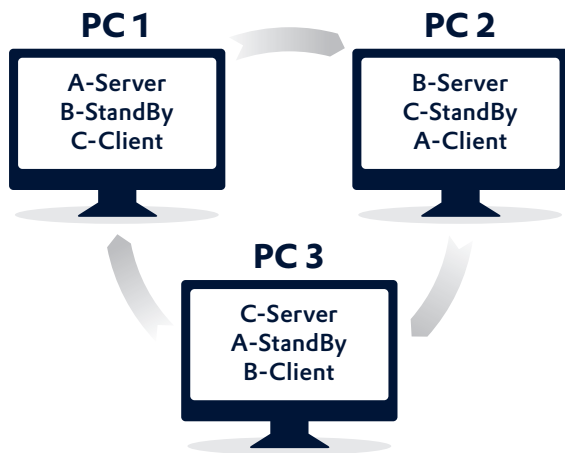 PC 1
A-Server
B-StandBy
C-Client
PC 2
B-Server
C-StandBy
A-Client
PC 3
C-Server
A-StandBy
B-Client